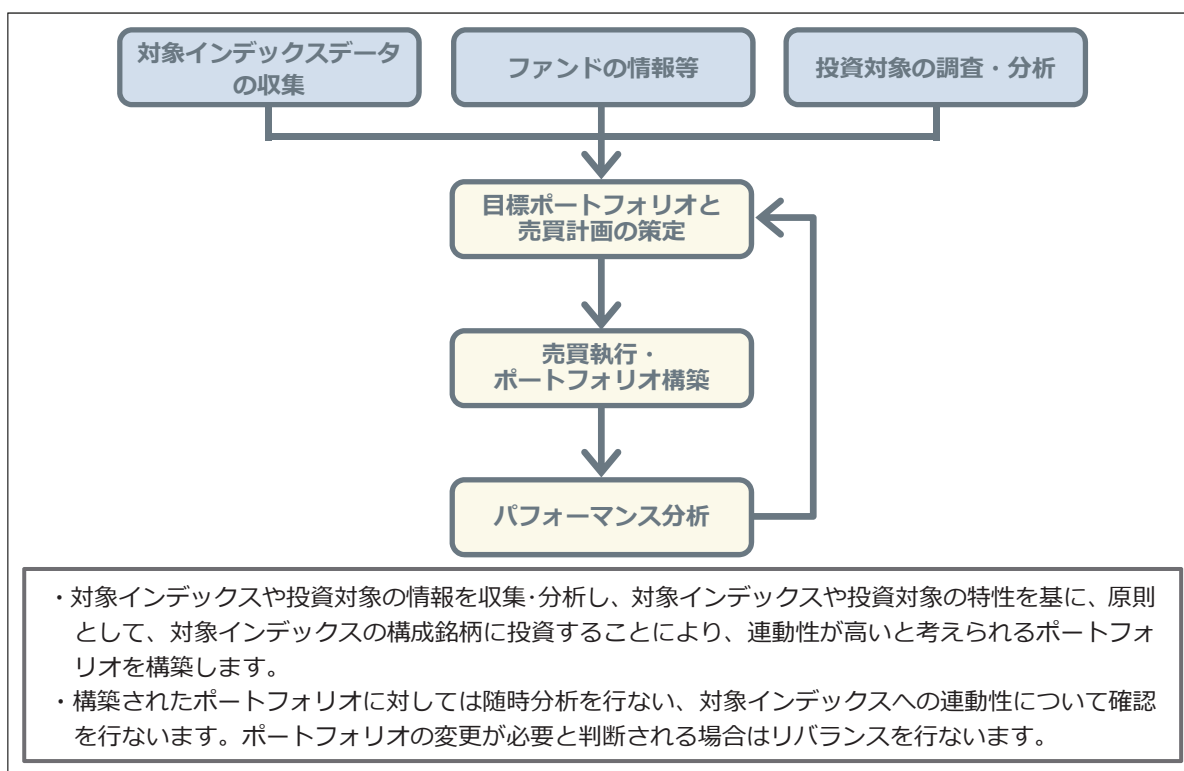 対象インデックスデータ
の収集
ファンドの情報等
投資対象の調査・分析
目標ポートフォリオと
売買計画の策定
売買執行・
ポートフォリオ構築
パフォーマンス分析
・対象インデックスや投資対象の情報を収集・分析し、対象インデックスや投資対象の特性を基に、原則
として、対象インデックスの構成銘柄に投資することにより、連動性が高いと考えられるポートフォ
リオを構築します。
・構築されたポートフォリオに対しては随時分析を行ない、対象インデックスへの連動性について確認
を行ないます。ポートフォリオの変更が必要と判断される場合はリバランスを行ないます。